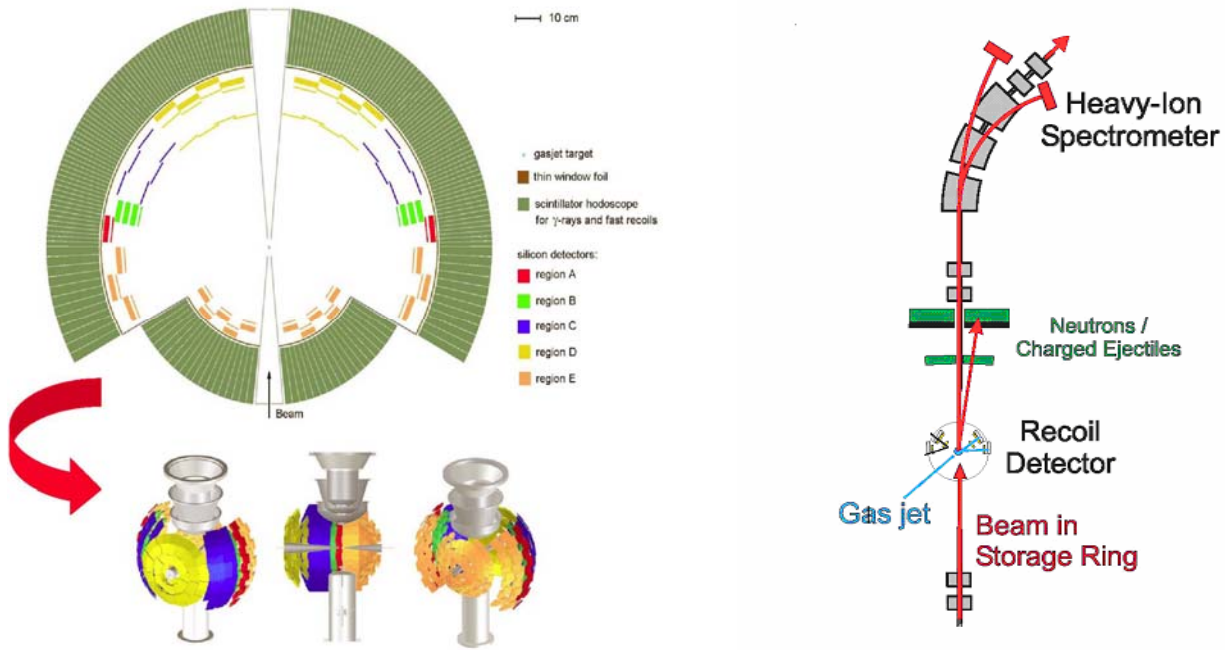 10 cm
gasjet target
thin window foil
scintillator hodoscope
for γ-rays and fast recoils
silicon detectors:
region A
region B
region C
region D
region E
Beam
Heavy-Ion
Spectrometer
Neutrons /
Charged Ejectiles
Recoil
Detector
Gas jet
Beam in
Storage Ring